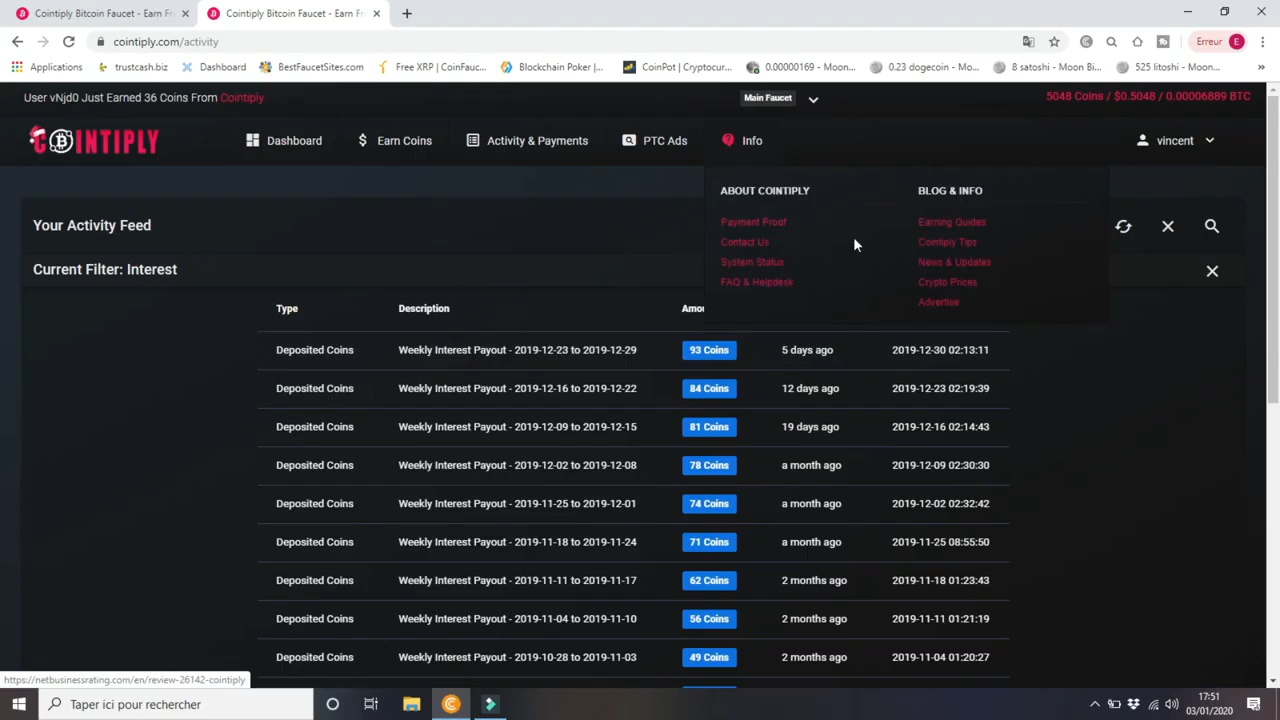 Cointiply Bitcoin Faucet - Earn Fr
Cointiply Bitcoin Faucet - Earn Fr
cointiply.com/activity
Erreur E
Applications
trustcash.biz
Dashboard
BestFaucetSites.com
Free XRP | CoinFauc...
Blockchain Poker |...
CoinPot | Cryptocur...
0.00000169 - Moon...
0.23 dogecoin - Mo...
8 satoshi - Moon Bi...
525 litoshi - Moon...
User vNjd0 Just Earned 36 Coins From Cointiply
Main Faucet
5048 Coins / $0.5048 / 0.00006889 BTC
COINTIPLY
Dashboard
Earn Coins
Activity & Payments
PTC Ads
Info
vincent
ABOUT COINTIPLY
Payment Proof
Contact Us
System Status
FAQ & Helpdesk
BLOG & INFO
Earning Guides
Cointiply Tips
News & Updates
Crypto Prices
Advertise
Your Activity Feed
Current Filter: Interest
Type Description Amou
Deposited Coins Weekly Interest Payout - 2019-12-23 to 2019-12-29 93 Coins 5 days ago 2019-12-30 02:13:11
Deposited Coins Weekly Interest Payout - 2019-12-16 to 2019-12-22 84 Coins 12 days ago 2019-12-23 02:19:39
Deposited Coins Weekly Interest Payout - 2019-12-09 to 2019-12-15 81 Coins 19 days ago 2019-12-16 02:14:43
Deposited Coins Weekly Interest Payout - 2019-12-02 to 2019-12-08 78 Coins a month ago 2019-12-09 02:30:30
Deposited Coins Weekly Interest Payout - 2019-11-25 to 2019-12-01 74 Coins a month ago 2019-12-02 02:32:42
Deposited Coins Weekly Interest Payout - 2019-11-18 to 2019-11-24 71 Coins a month ago 2019-11-25 08:55:50
Deposited Coins Weekly Interest Payout - 2019-11-11 to 2019-11-17 62 Coins 2 months ago 2019-11-18 01:23:43
Deposited Coins Weekly Interest Payout - 2019-11-04 to 2019-11-10 56 Coins 2 months ago 2019-11-11 01:21:19
Deposited Coins Weekly Interest Payout - 2019-10-28 to 2019-11-03 49 Coins 2 months ago 2019-11-04 01:20:27
https://netbusinessrating.com/en/review-26142-cointiply
Taper ici pour rechercher
17:51
03/01/2020